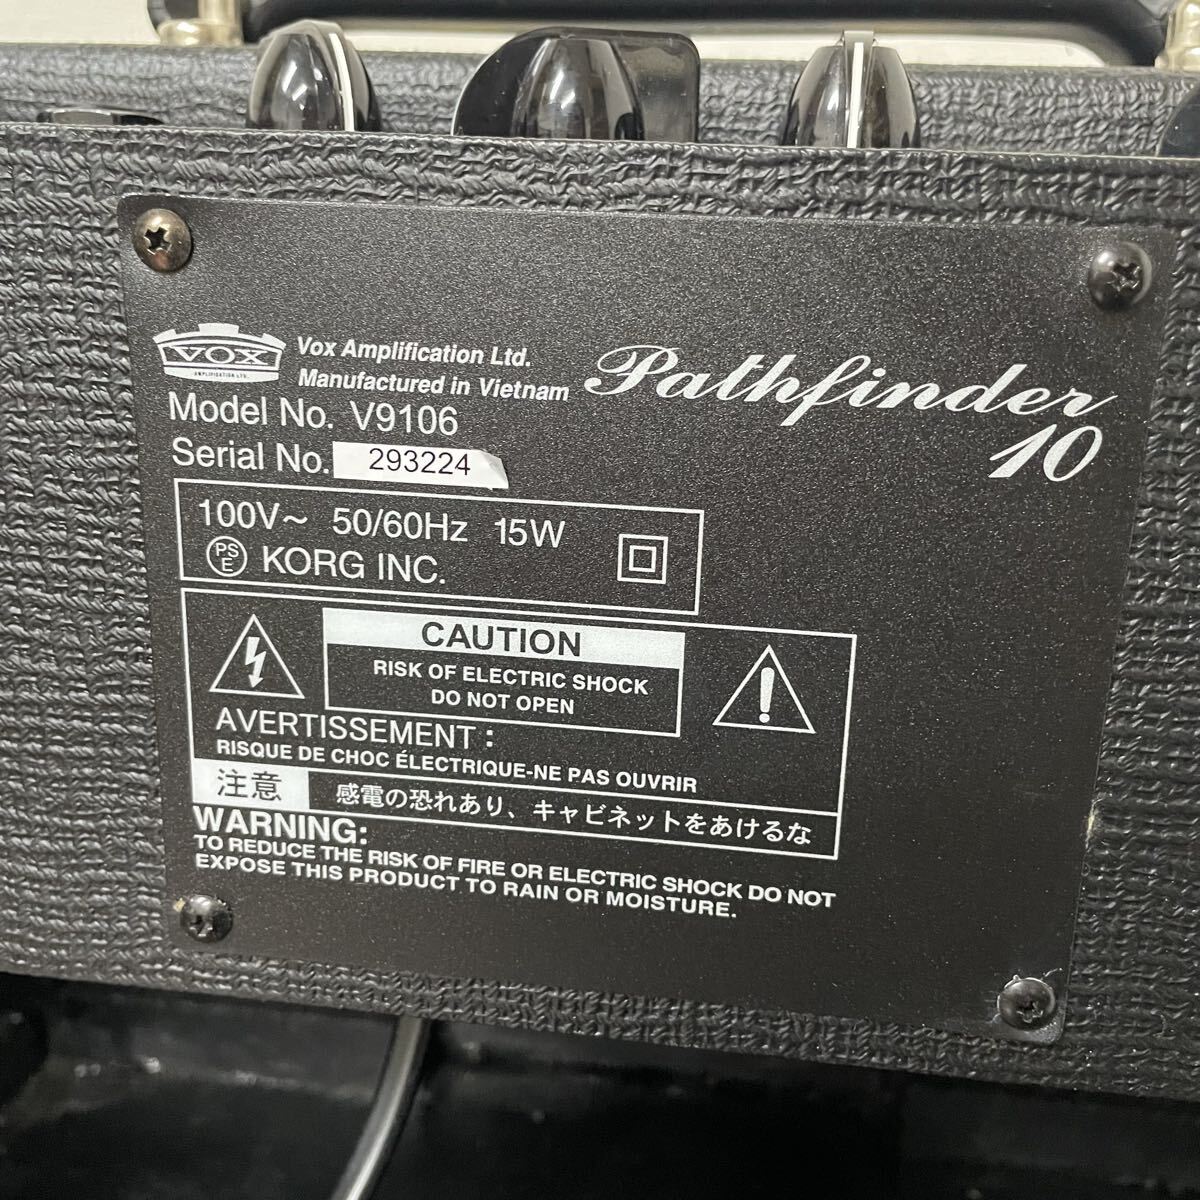 VOX
AMPLIFICATION LTD.
Vox Amplification Ltd.
Manufactured in Vietnam
Pathfinder
10
Model No. V9106
Serial No. 293224
100V~ 50/60Hz 15W
PSE KORG INC.
CAUTION
RISK OF ELECTRIC SHOCK
DO NOT OPEN
AVERTISSEMENT :
RISQUE DE CHOC ÉLECTRIQUE-NE PAS OUVRIR
注意 感電の恐れあり、キャビネットをあけるな
WARNING:
TO REDUCE THE RISK OF FIRE OR ELECTRIC SHOCK DO NOT
EXPOSE THIS PRODUCT TO RAIN OR MOISTURE.